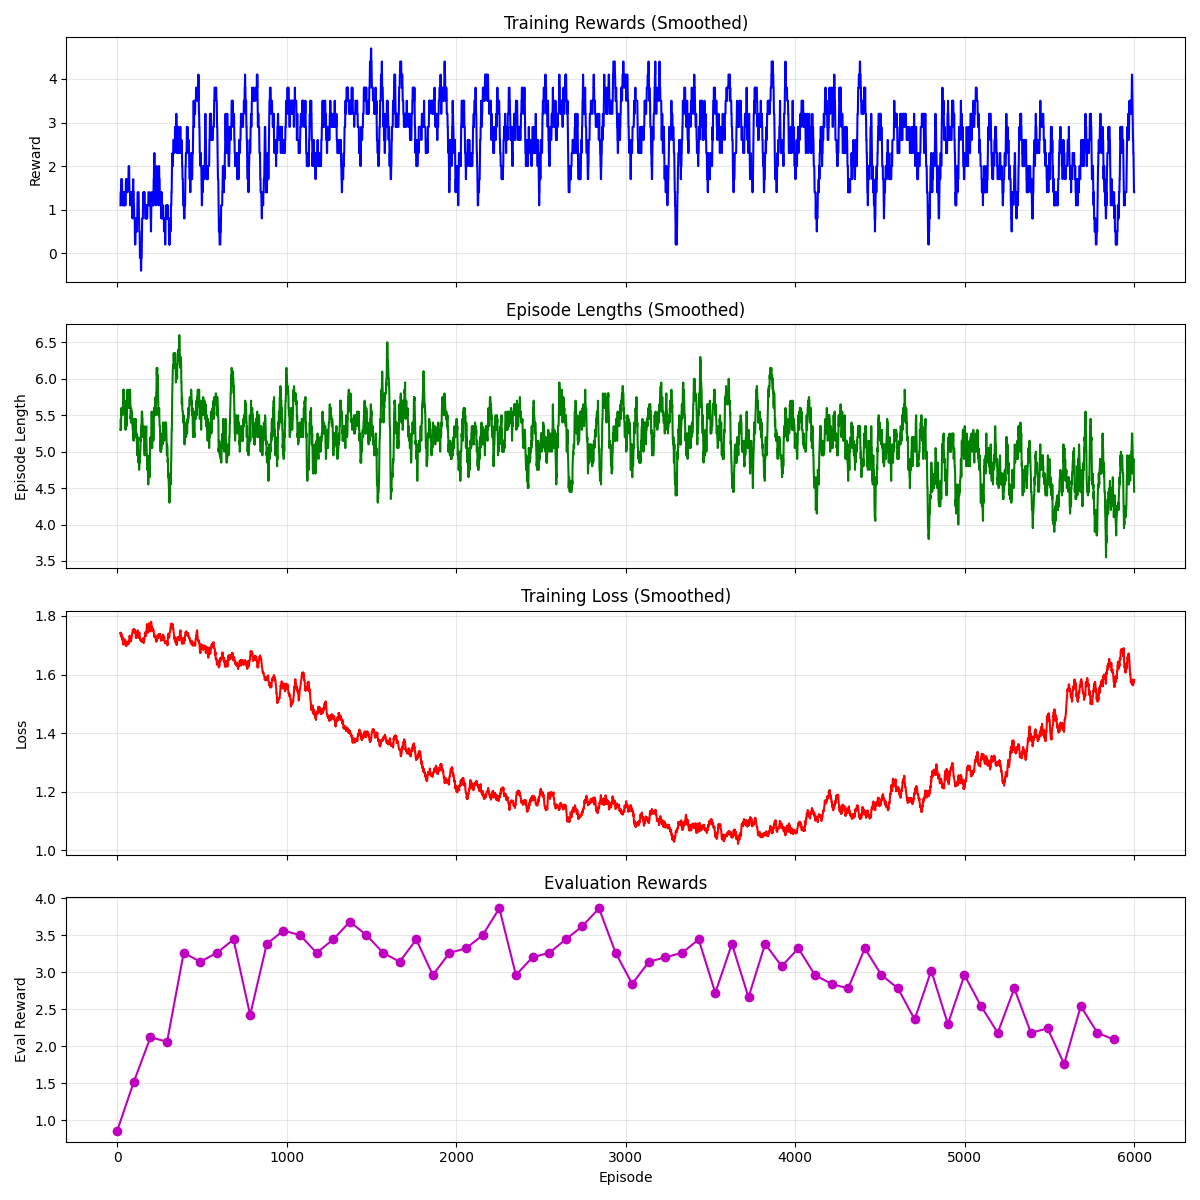 Training Rewards (Smoothed)
Reward
4
3
2
1
0
Episode Lengths (Smoothed)
Episode Length
6.5
6.0
5.5
5.0
4.5
4.0
3.5
Training Loss (Smoothed)
Loss
1.8
1.6
1.4
1.2
1.0
Evaluation Rewards
Eval Reward
4.0
3.5
3.0
2.5
2.0
1.5
1.0
0 1000 2000 3000 4000 5000 6000
Episode